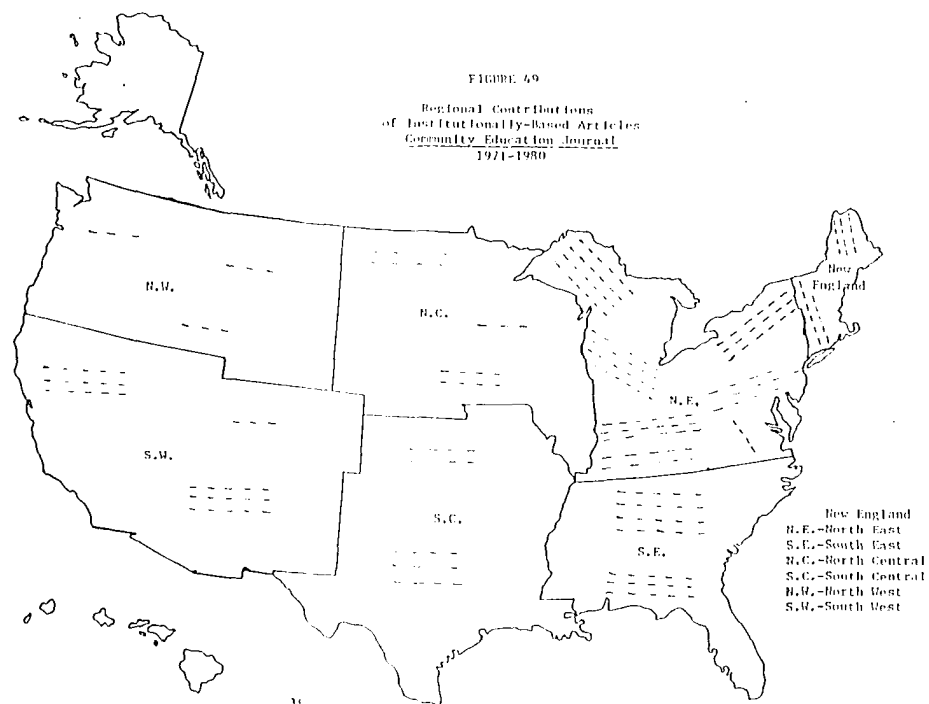 FIGURE 49
Regional Contributions
of Institutionally-Based Articles
Community Education Journal
1971-1980
New
England
N.W.
N.C.
N.E.
S.W.
S.C.
S.E.
New England
N.E.-North East
S.E.-South East
N.C.-North Central
S.C.-South Central
N.W.-North West
S.W.-South West